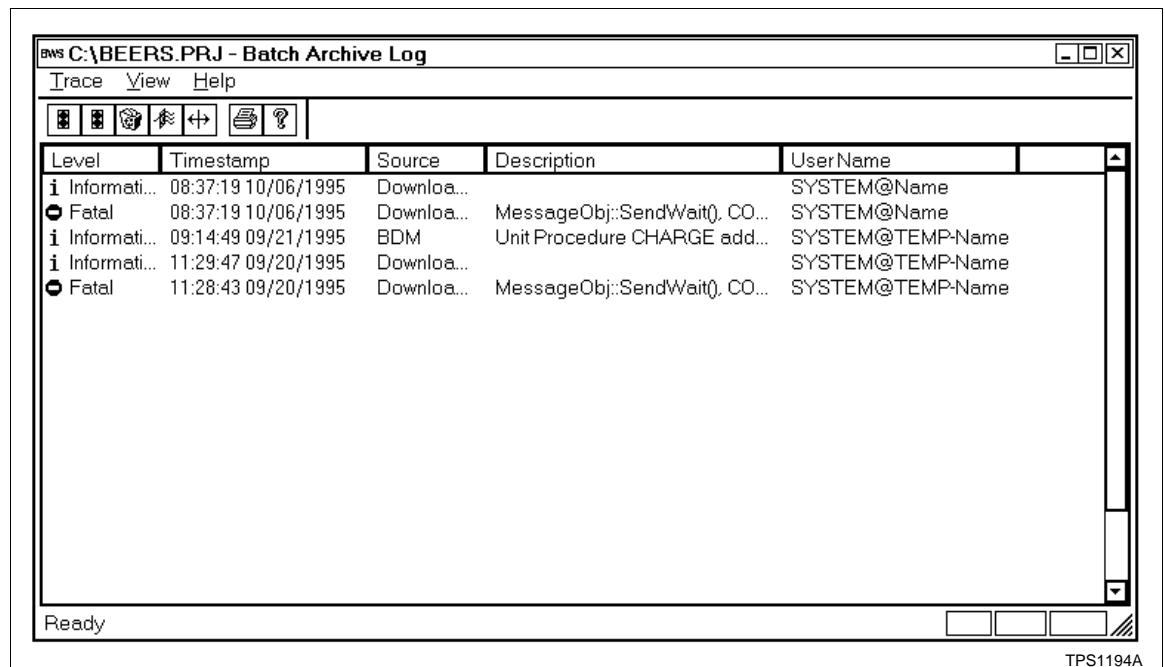 BWS C:\BEERS.PRJ - Batch Archive Log
Trace View Help
Level Timestamp Source Description UserName
i Informati... 08:37:19 10/06/1995 Downloa... SYSTEM@Name
Fatal 08:37:19 10/06/1995 Downloa... MessageObj::SendWait(), CO... SYSTEM@Name
i Informati... 09:14:49 09/21/1995 BDM Unit Procedure CHARGE add... SYSTEM@TEMP-Name
i Informati... 11:29:47 09/20/1995 Downloa... SYSTEM@TEMP-Name
Fatal 11:28:43 09/20/1995 Downloa... MessageObj::SendWait(), CO... SYSTEM@TEMP-Name
Ready
TPS1194A